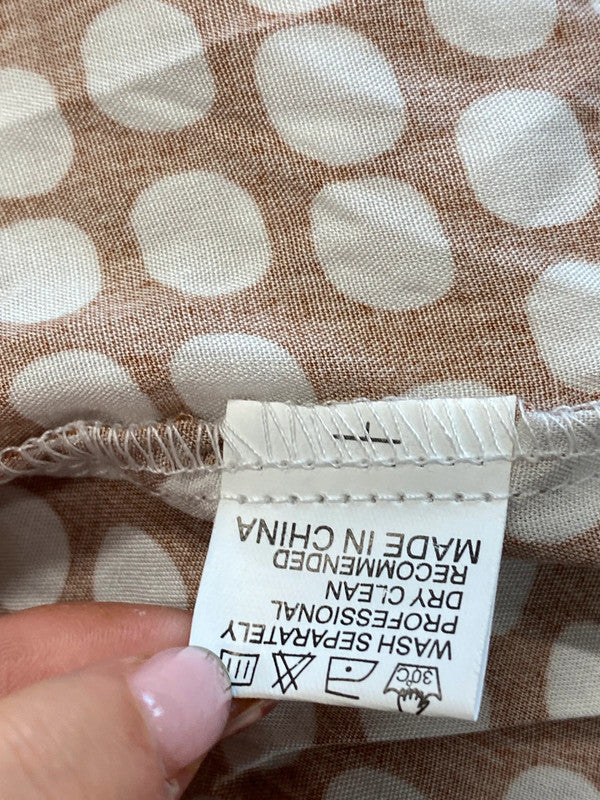 30°C
WASH SEPARATELY
PROFESSIONAL
DRY CLEAN
RECOMMENDED
MADE IN CHINA